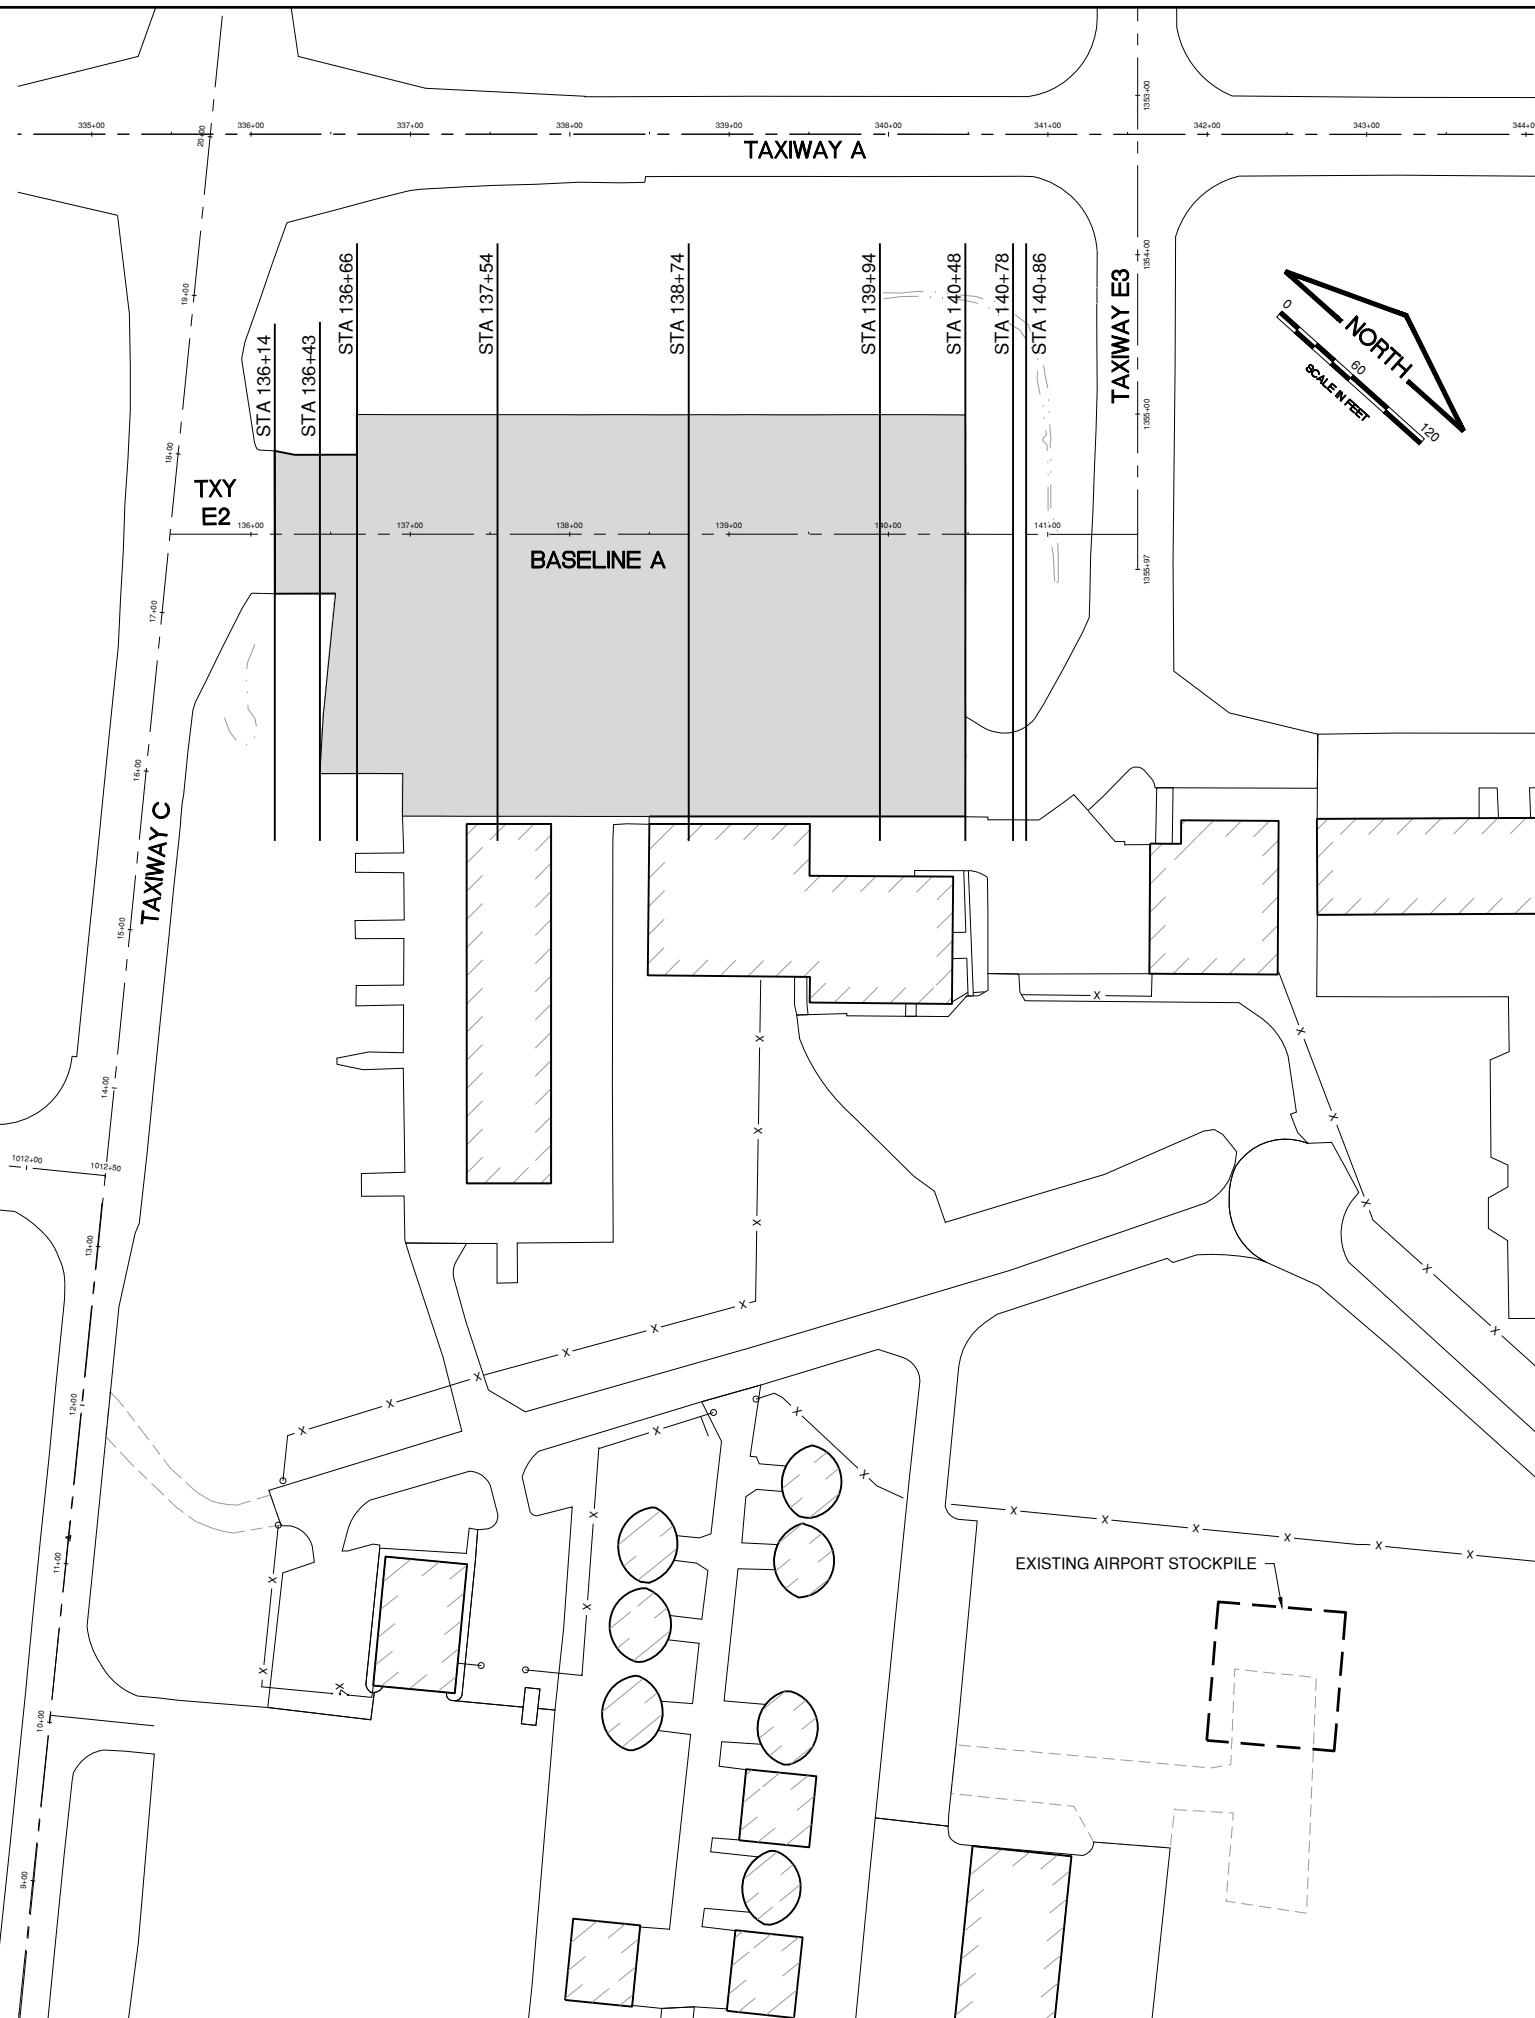 335+00
336+00
337+00
338+00
339+00
340+00
341+00
342+00
343+00
344+0
TAXIWAY A
1353+00
1354+00
1355+00
1355+97
TAXIWAY E3
20+00
19+00
18+00
17+00
16+00
15+00
14+00
13+00
12+00
11+00
10+00
9+00
TAXIWAY C
STA 136+14
STA 136+43
STA 136+66
STA 137+54
STA 138+74
STA 139+94
STA 140+48
STA 140+78
STA 140+86
NORTH
0
60
120
SCALE IN FEET
TXY
E2
136+00
137+00
138+00
139+00
140+00
141+00
BASELINE A
1012+00
1012+50
EXISTING AIRPORT STOCKPILE